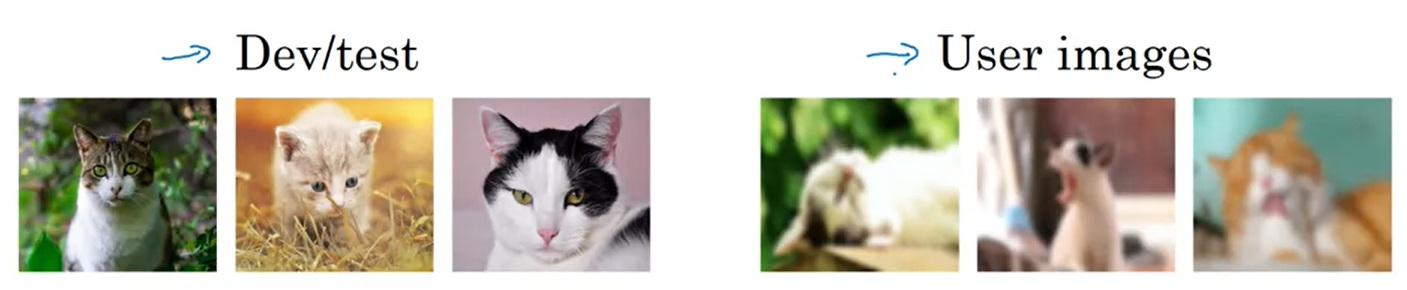 → Dev/test
→ User images